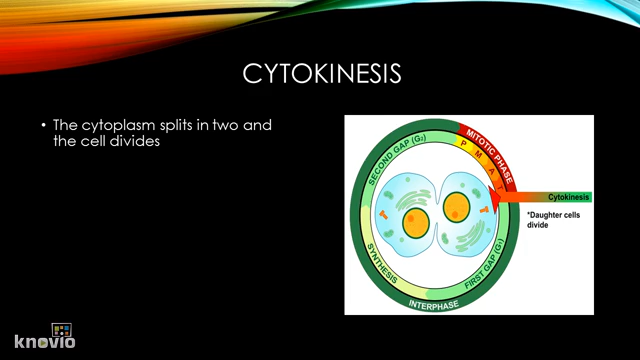 CYTOKINESIS
• The cytoplasm splits in two and
the cell divides
SECOND GAP (G2)
MITOTIC PHASE
P M A T
Cytokinesis
*Daughter cells
divide
SYNTHESIS
FIRST GAP (G1)
INTERPHASE
knovio